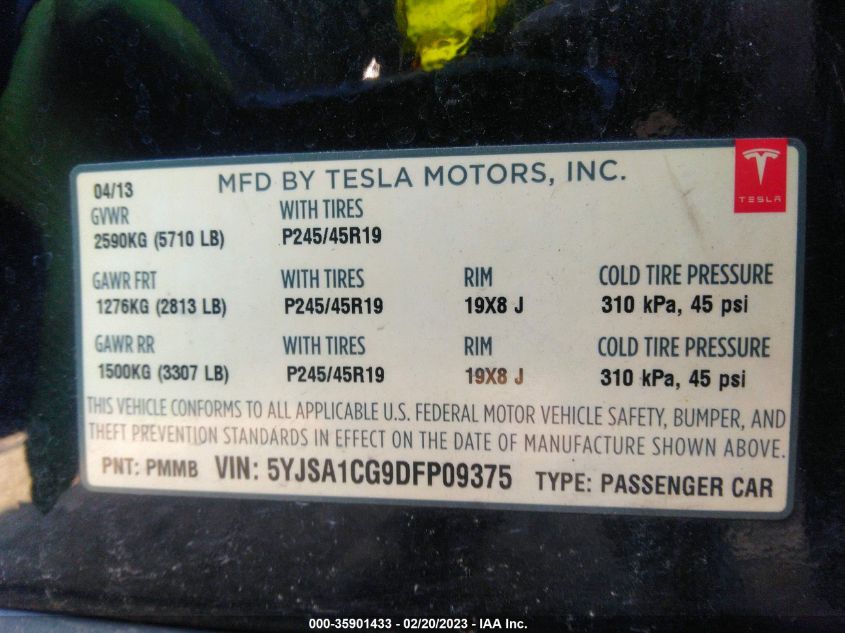 04/13 MFD BY TESLA MOTORS, INC.
TESLA
GVWR WITH TIRES
2590KG (5710 LB) P245/45R19
GAWR FRT WITH TIRES RIM COLD TIRE PRESSURE
1276KG (2813 LB) P245/45R19 19X8 J 310 kPa, 45 psi
GAWR RR WITH TIRES RIM COLD TIRE PRESSURE
1500KG (3307 LB) P245/45R19 19X8 J 310 kPa, 45 psi
THIS VEHICLE CONFORMS TO ALL APPLICABLE U.S. FEDERAL MOTOR VEHICLE SAFETY, BUMPER, AND
THEFT PREVENTION STANDARDS IN EFFECT ON THE DATE OF MANUFACTURE SHOWN ABOVE.
PNT: PMMB VIN: 5YJSA1CG9DFP09375 TYPE: PASSENGER CAR
000-35901433 - 02/20/2023 - IAA Inc.